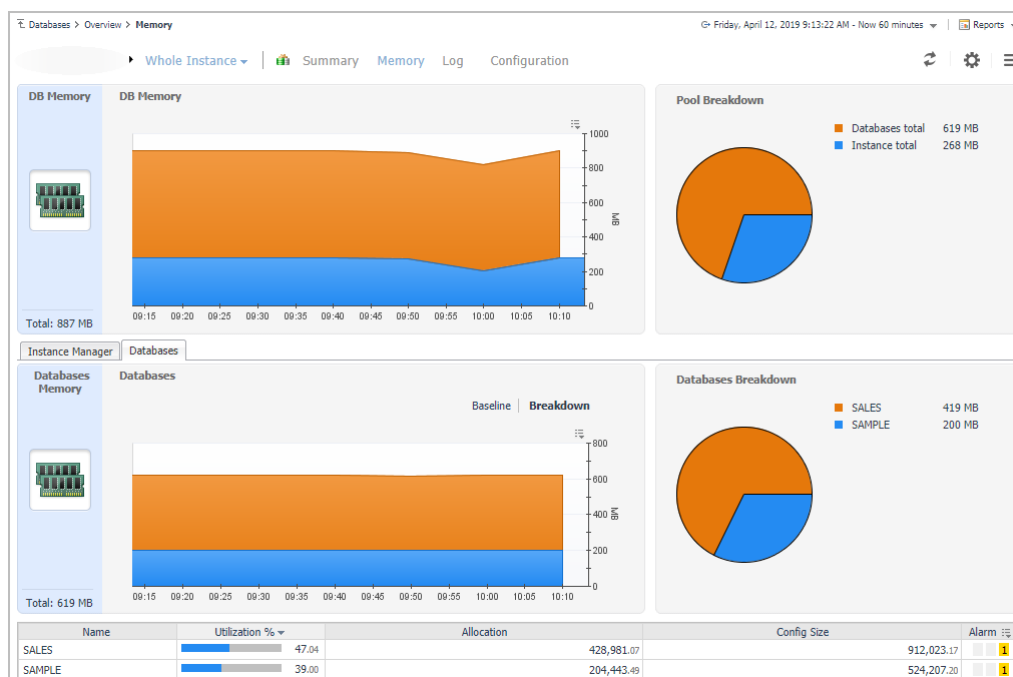 Databases > Overview > Memory
Friday, April 12, 2019 9:13:22 AM - Now 60 minutes
Reports
Whole Instance
Summary
Memory
Log
Configuration
DB Memory
Total: 887 MB
DB Memory
1000
800
600
400
200
0
MB
09:15 09:20 09:25 09:30 09:35 09:40 09:45 09:50 09:55 10:00 10:05 10:10
Pool Breakdown
Databases total 619 MB
Instance total 268 MB
Instance Manager
Databases
Databases
Memory
Total: 619 MB
Databases
Baseline
Breakdown
800
600
400
200
0
MB
09:15 09:20 09:25 09:30 09:35 09:40 09:45 09:50 09:55 10:00 10:05 10:10
Databases Breakdown
SALES 419 MB
SAMPLE 200 MB
Name Utilization % Allocation Config Size Alarm
SALES 47.04 428,981.07 912,023.17 1
SAMPLE 39.00 204,443.49 524,207.20 1